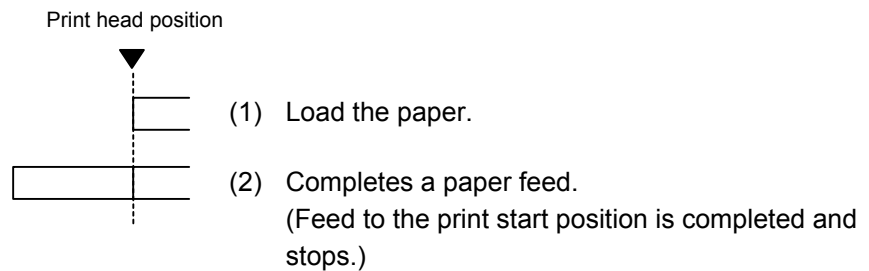 Print head position
(1) Load the paper.
(2) Completes a paper feed.
(Feed to the print start position is completed and
stops.)